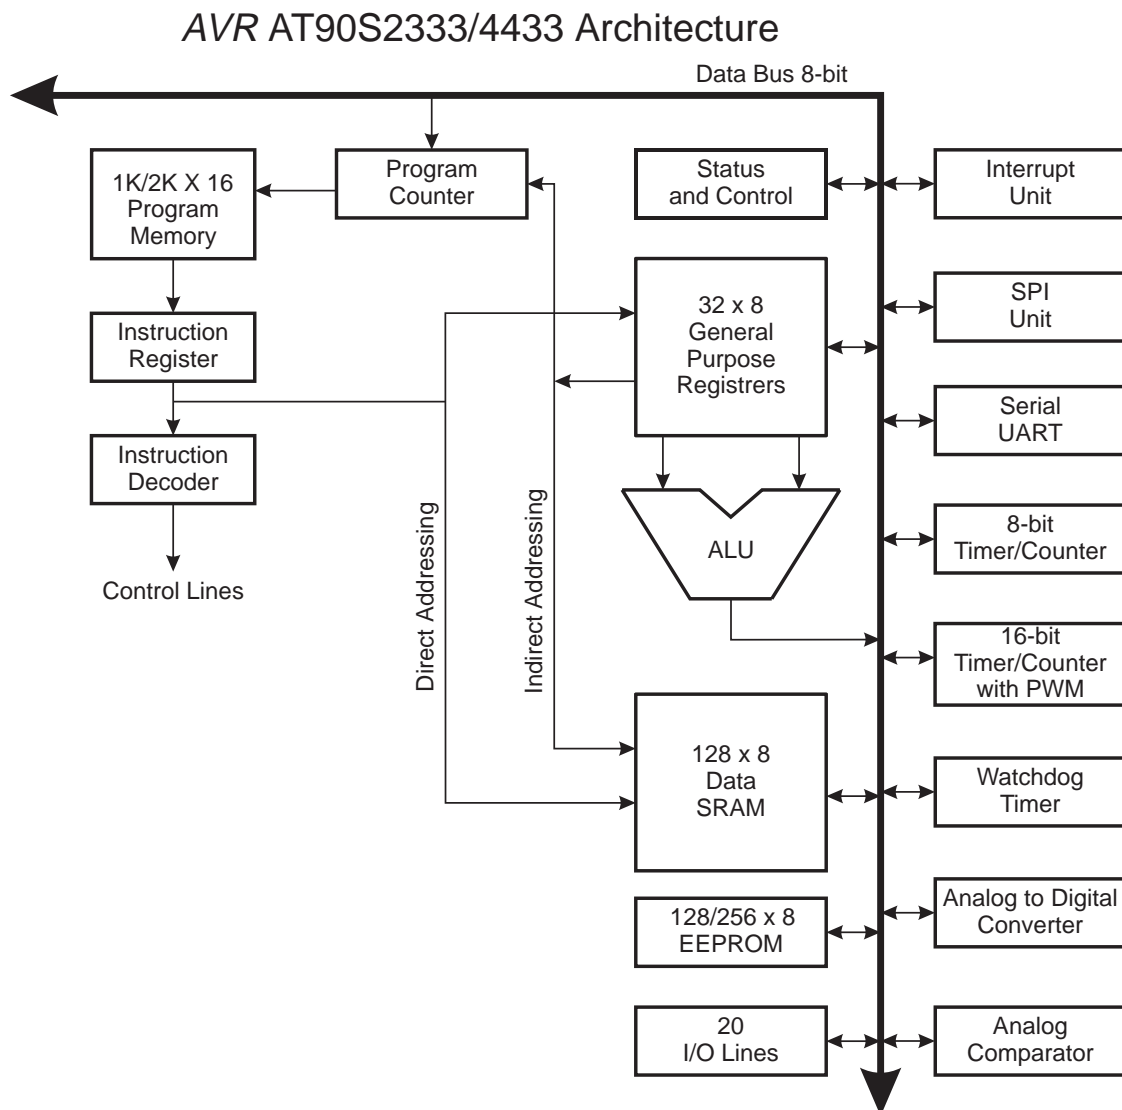 AVR AT90S2333/4433 Architecture
Data Bus 8-bit
1K/2K X 16
Program
Memory
Program
Counter
Status
and Control
Interrupt
Unit
32 x 8
General
Purpose
Registrers
SPI
Unit
Instruction
Register
Serial
UART
Instruction
Decoder
ALU
8-bit
Timer/Counter
Control Lines
Direct Addressing
Indirect Addressing
16-bit
Timer/Counter
with PWM
128 x 8
Data
SRAM
Watchdog
Timer
128/256 x 8
EEPROM
Analog to Digital
Converter
20
I/O Lines
Analog
Comparator